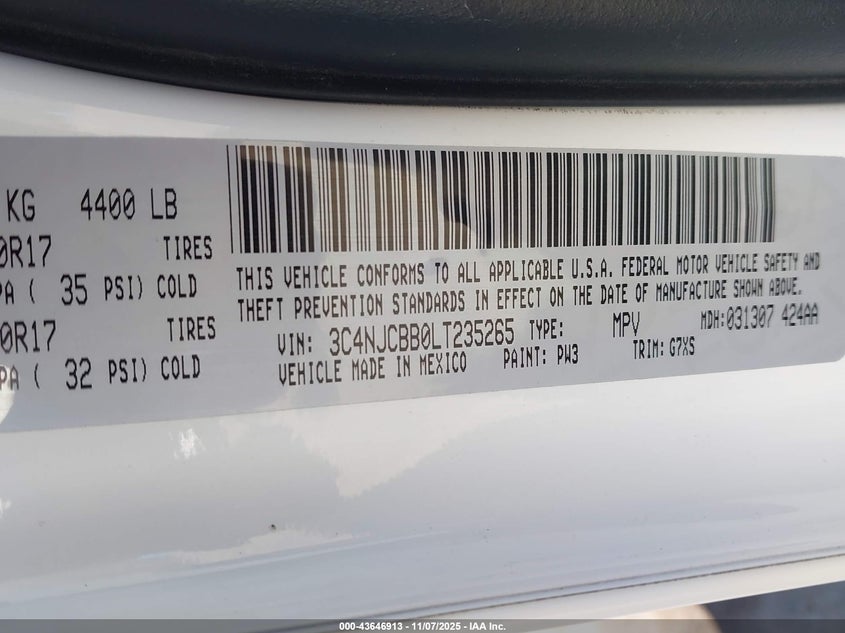 KG 4400 LB
0R17 TIRES
PA ( 35 PSI) COLD
0R17 TIRES
PA ( 32 PSI) COLD
THIS VEHICLE CONFORMS TO ALL APPLICABLE U.S.A. FEDERAL MOTOR VEHICLE SAFETY AND
THEFT PREVENTION STANDARDS IN EFFECT ON THE DATE OF MANUFACTURE SHOWN ABOVE.
VIN: 3C4NJCBB0LT235265 TYPE: MPV MDH:031307 424AA
VEHICLE MADE IN MEXICO PAINT: PW3 TRIM: G7XS
000-43646913 - 11/07/2025 - IAA Inc.